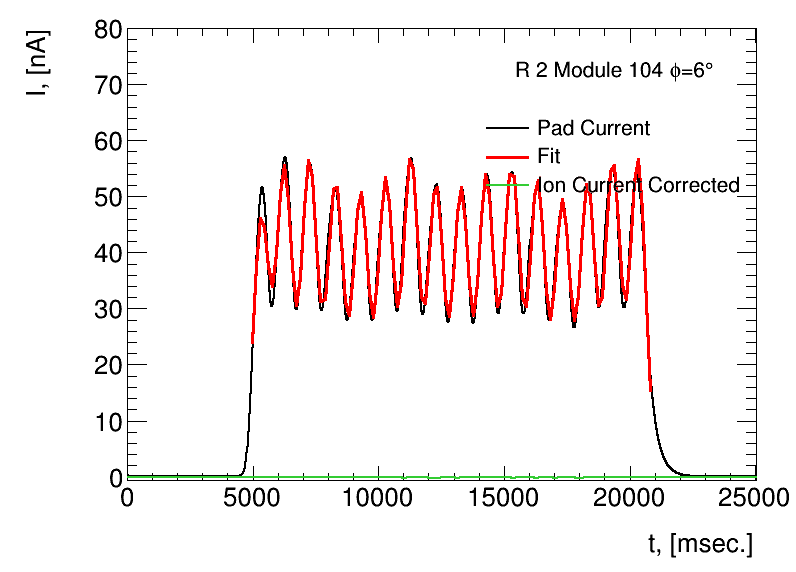 I, [nA]
80
70
60
50
40
30
20
10
0
R 2 Module 104 ϕ=6°
Pad Current
Fit
Ion Current Corrected
0 5000 10000 15000 20000 25000
t, [msec.]